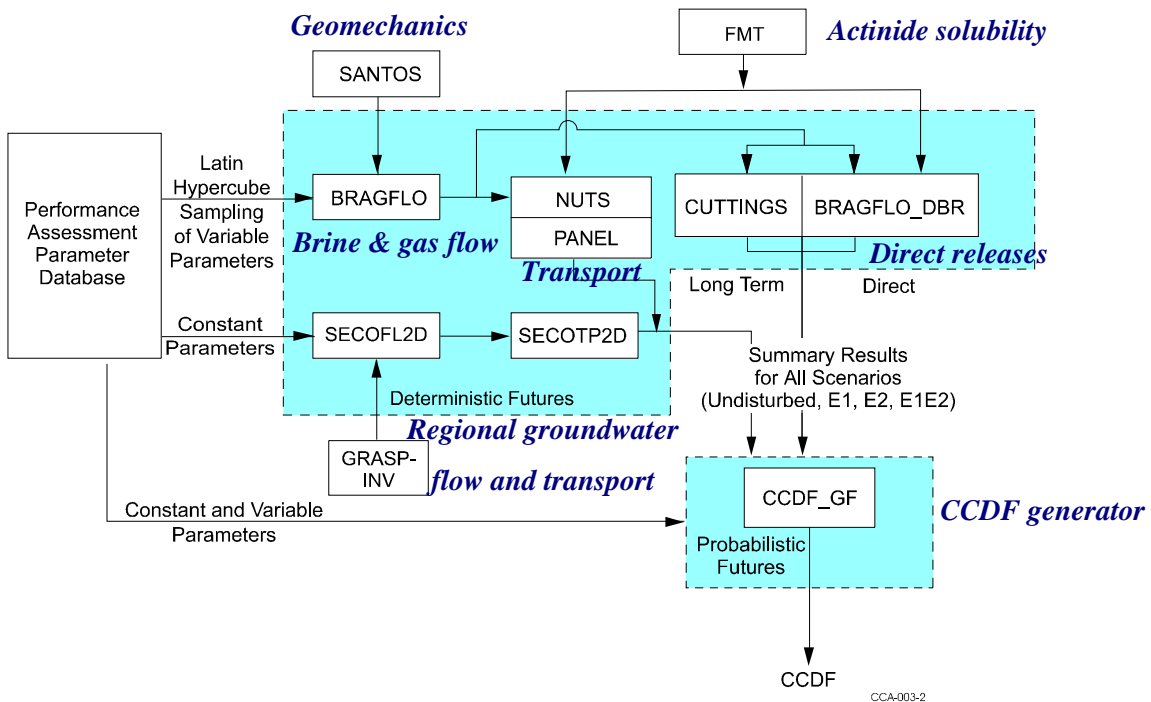 Geomechanics
FMT
Actinide solubility
SANTOS
Performance
Assessment
Parameter
Database
Latin
Hypercube
Sampling
of Variable
Parameters
BRAGFLO
Brine & gas flow
NUTS
PANEL
Transport
CUTTINGS
BRAGFLO_DBR
Direct releases
Long Term
Direct
Constant
Parameters
SECOFL2D
SECOTP2D
Deterministic Futures
Summary Results
for All Scenarios
(Undisturbed, E1, E2, E1E2)
Regional groundwater
flow and transport
GRASP-
INV
Constant and Variable
Parameters
CCDF_GF
CCDF generator
Probabilistic
Futures
CCDF
CCA-003-2